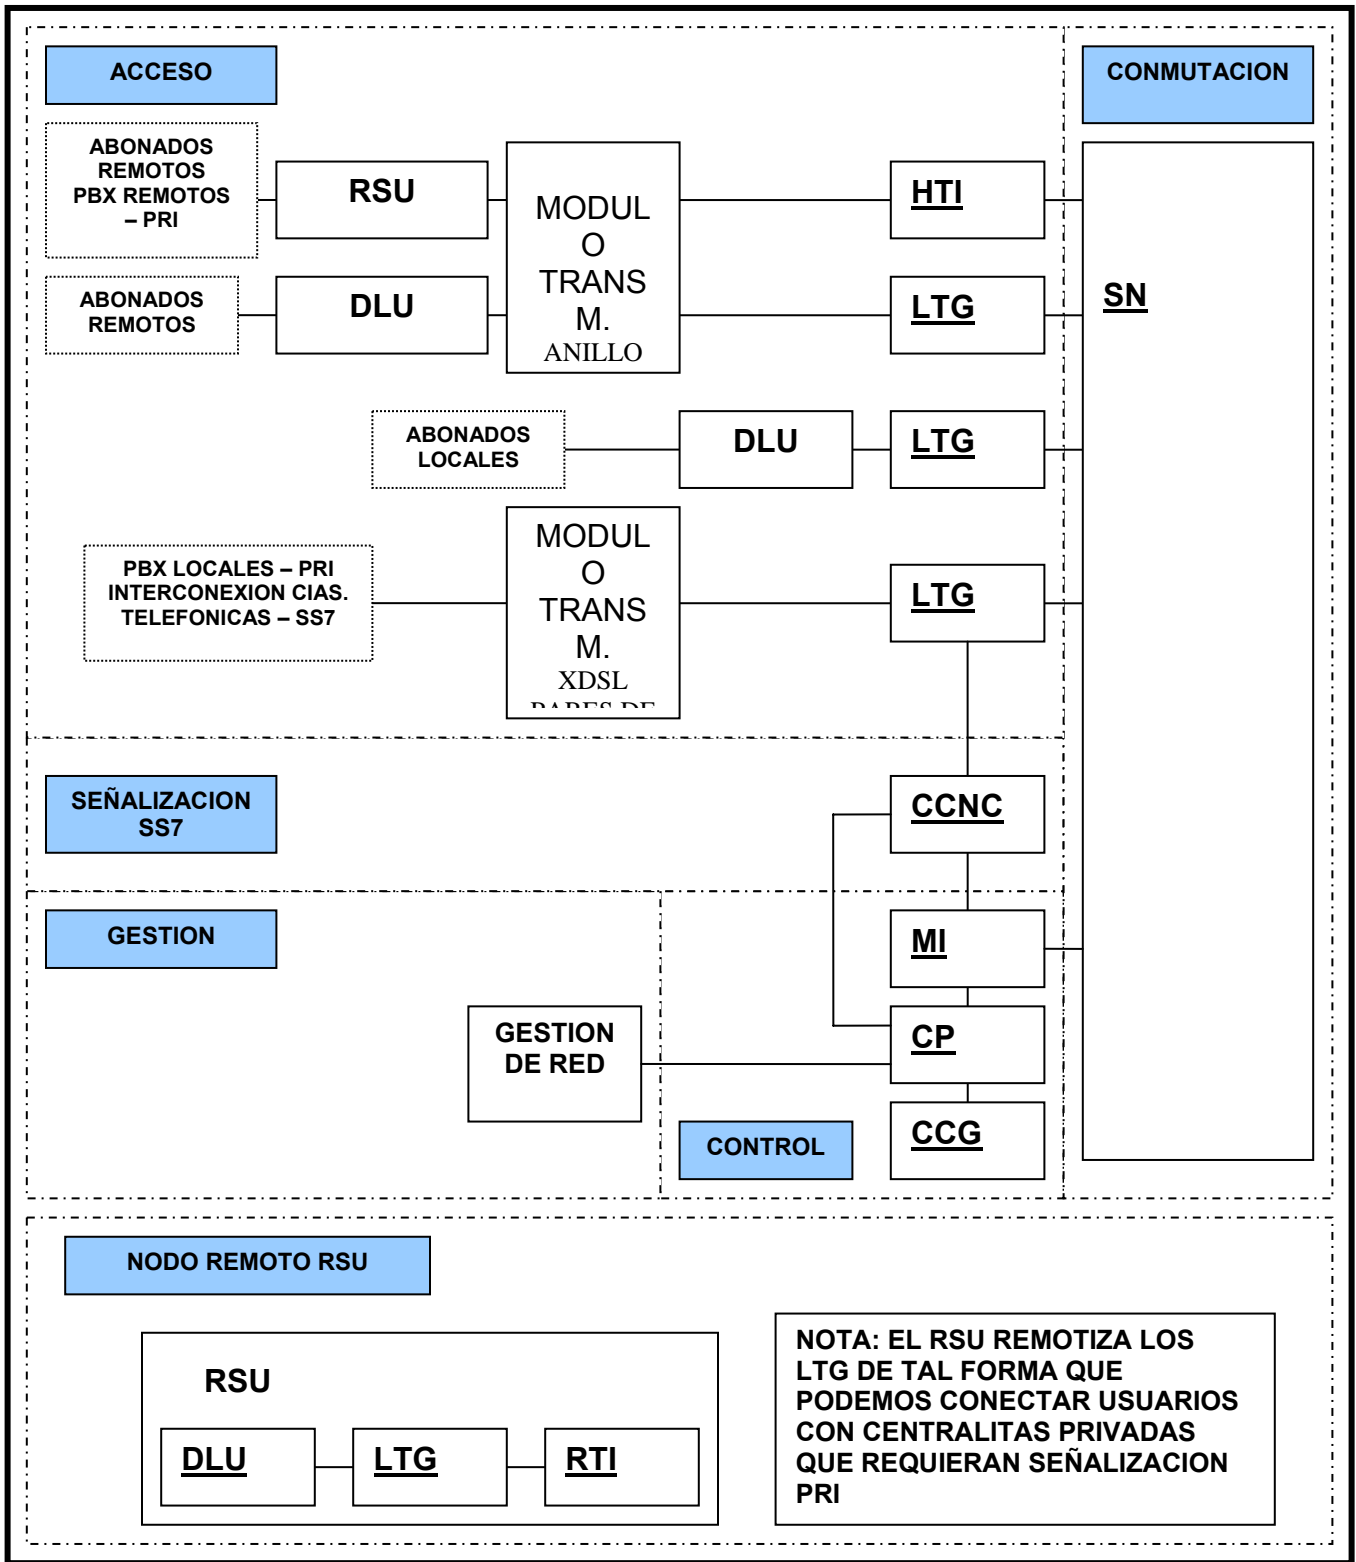 ACCESO
CONMUTACION
ABONADOS
REMOTOS
PBX REMOTOS
– PRI
RSU
MODUL
O
TRANS
M.
ANILLO
HTI
SN
ABONADOS
REMOTOS
DLU
LTG
ABONADOS
LOCALES
DLU
LTG
PBX LOCALES – PRI
INTERCONEXION CIAS.
TELEFONICAS – SS7
MODUL
O
TRANS
M.
XDSL
PARES DE
LTG
SEÑALIZACION
SS7
CCNC
GESTION
MI
GESTION
DE RED
CP
CONTROL
CCG
NODO REMOTO RSU
RSU
DLU
LTG
RTI
NOTA: EL RSU REMOTIZA LOS
LTG DE TAL FORMA QUE
PODEMOS CONECTAR USUARIOS
CON CENTRALITAS PRIVADAS
QUE REQUIERAN SEÑALIZACION
PRI